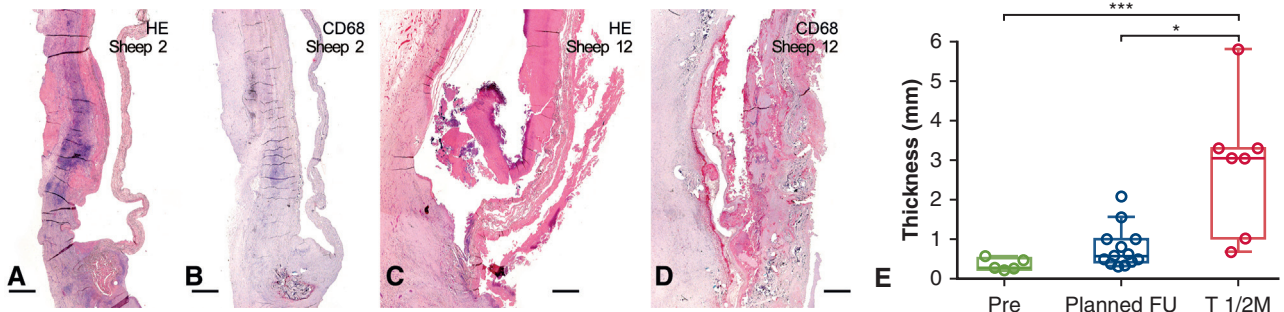 HE
Sheep 2
A
CD68
Sheep 2
B
HE
Sheep 12
C
CD68
Sheep 12
D
E
***
*
Thickness (mm)
6
5
4
3
2
1
0
Pre
Planned FU
T 1/2M